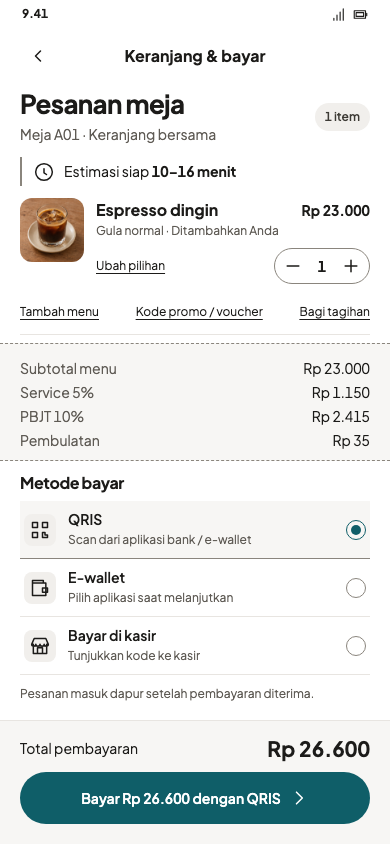 9.41
Keranjang & bayar
Pesanan meja
Meja A01 · Keranjang bersama
1 item
Estimasi siap 10–16 menit
Espresso dingin
Rp 23.000
Gula normal · Ditambahkan Anda
Ubah pilihan
1
Tambah menu
Kode promo / voucher
Bagi tagihan
Subtotal menu Rp 23.000
Service 5% Rp 1.150
PBJT 10% Rp 2.415
Pembulatan Rp 35
Metode bayar
QRIS
Scan dari aplikasi bank / e-wallet
E-wallet
Pilih aplikasi saat melanjutkan
Bayar di kasir
Tunjukkan kode ke kasir
Pesanan masuk dapur setelah pembayaran diterima.
Total pembayaran Rp 26.600
Bayar Rp 26.600 dengan QRIS